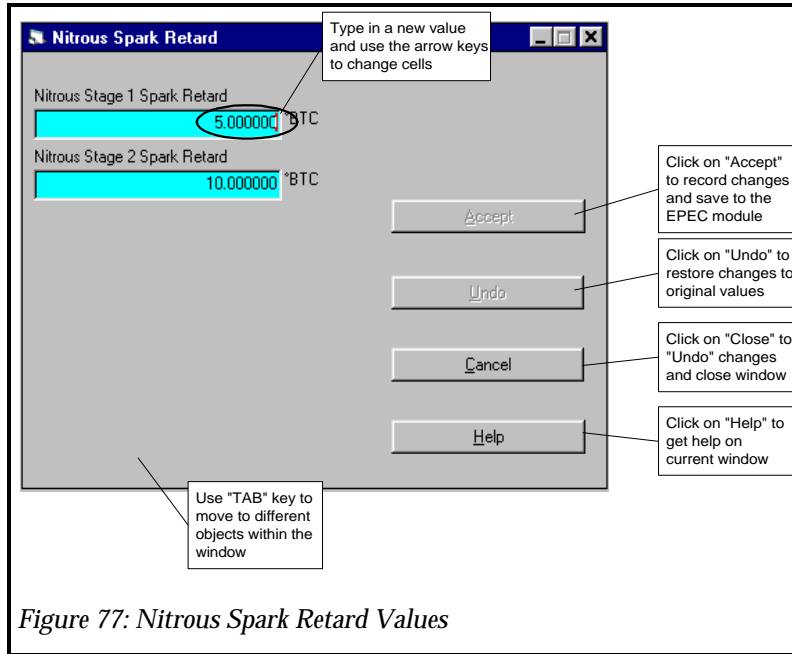 Nitrous Spark Retard
Type in a new value
and use the arrow keys
to change cells
Nitrous Stage 1 Spark Retard
5.000000 °BTC
Nitrous Stage 2 Spark Retard
10.000000 °BTC
Accept
Click on "Accept"
to record changes
and save to the
EPEC module
Undo
Click on "Undo" to
restore changes to
original values
Cancel
Click on "Close" to
"Undo" changes
and close window
Help
Click on "Help" to
get help on
current window
Use "TAB" key to
move to different
objects within the
window
Figure 77: Nitrous Spark Retard Values